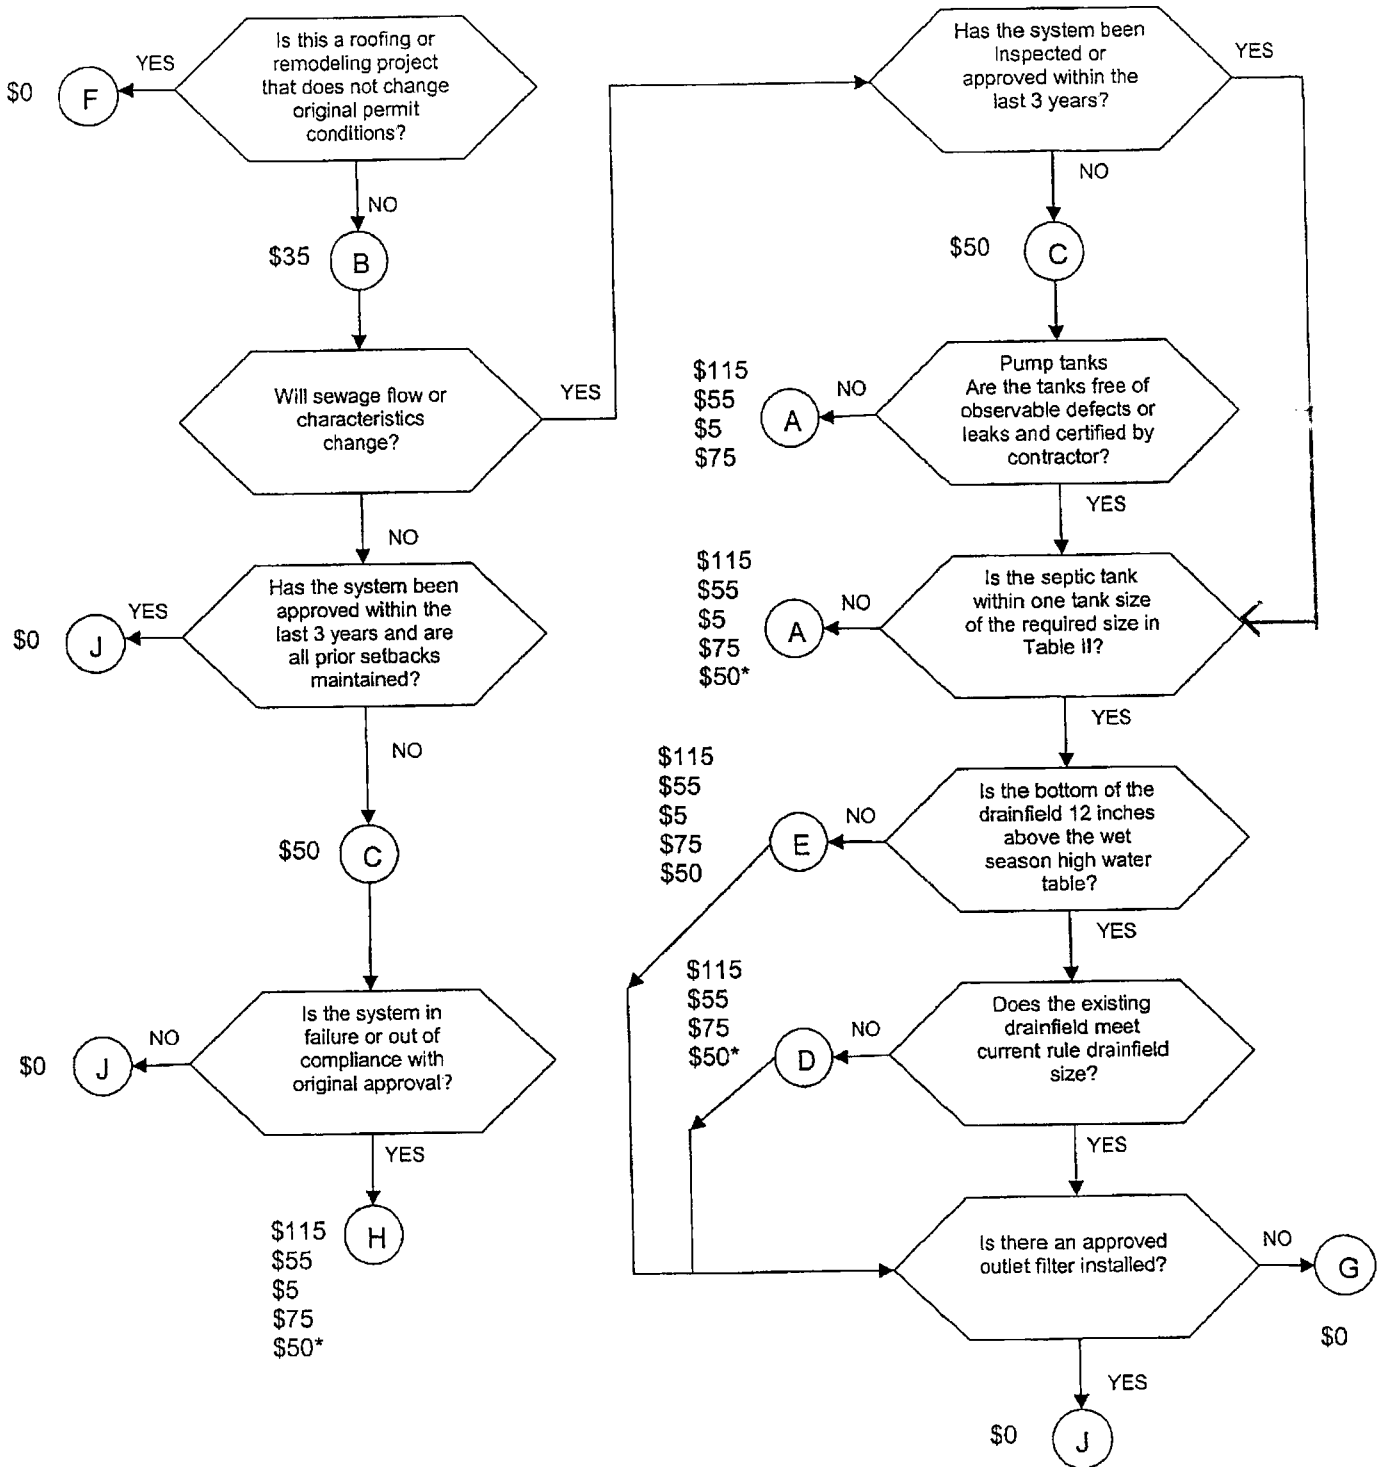 Is this a roofing or
remodeling project
that does not change
original permit
conditions?
YES
$0
F
NO
$35
B
Will sewage flow or
characteristics
change?
YES
NO
Has the system been
approved within the
last 3 years and are
all prior setbacks
maintained?
YES
$0
J
NO
$50
C
Is the system in
failure or out of
compliance with
original approval?
NO
$0
J
YES
H
$115
$55
$5
$75
$50*
Has the system been
Inspected or
approved within the
last 3 years?
YES
NO
$50
C
Pump tanks
Are the tanks free of
observable defects or
leaks and certified by
contractor?
NO
A
$115
$55
$5
$75
YES
Is the septic tank
within one tank size
of the required size in
Table II?
NO
A
$115
$55
$5
$75
$50*
YES
Is the bottom of the
drainfield 12 inches
above the wet
season high water
table?
NO
E
$115
$55
$5
$75
$50
YES
Does the existing
drainfield meet
current rule drainfield
size?
NO
D
$115
$55
$75
$50*
YES
Is there an approved
outlet filter installed?
NO
G
$0
YES
$0
J